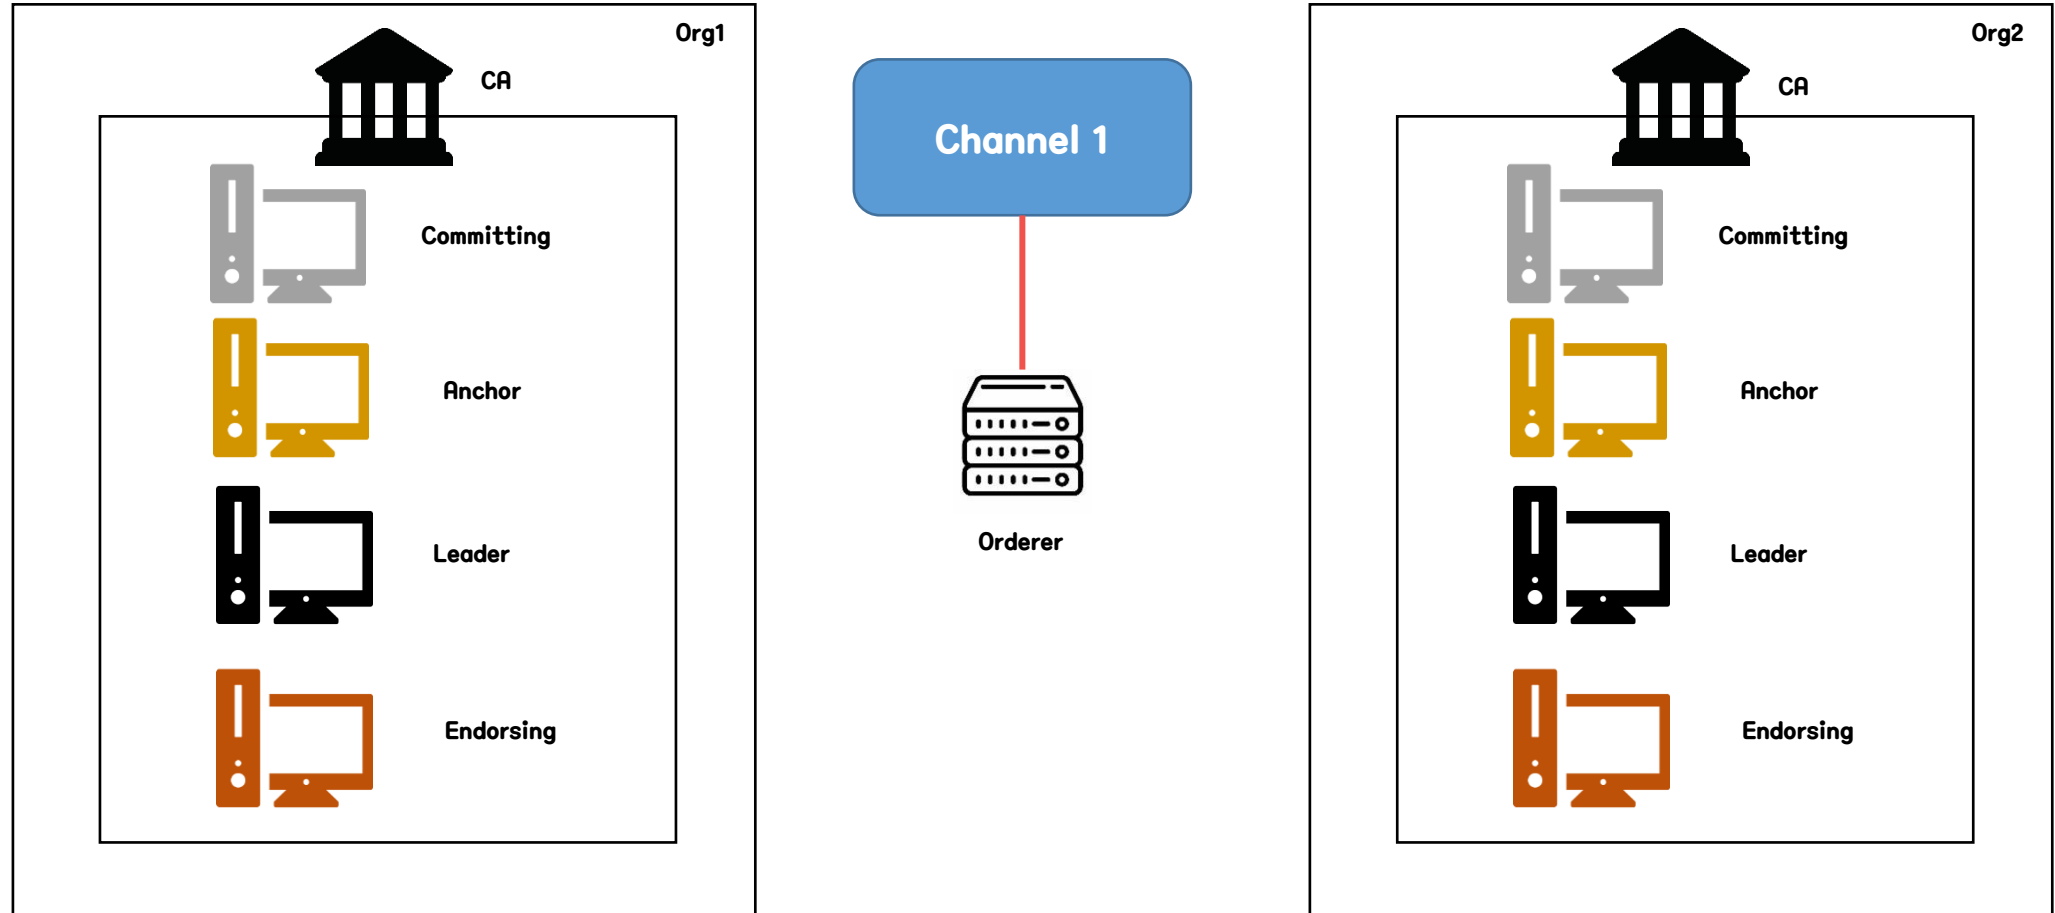 Org1
CA
Committing
Anchor
Leader
Endorsing
Channel 1
Orderer
Org2
CA
Committing
Anchor
Leader
Endorsing